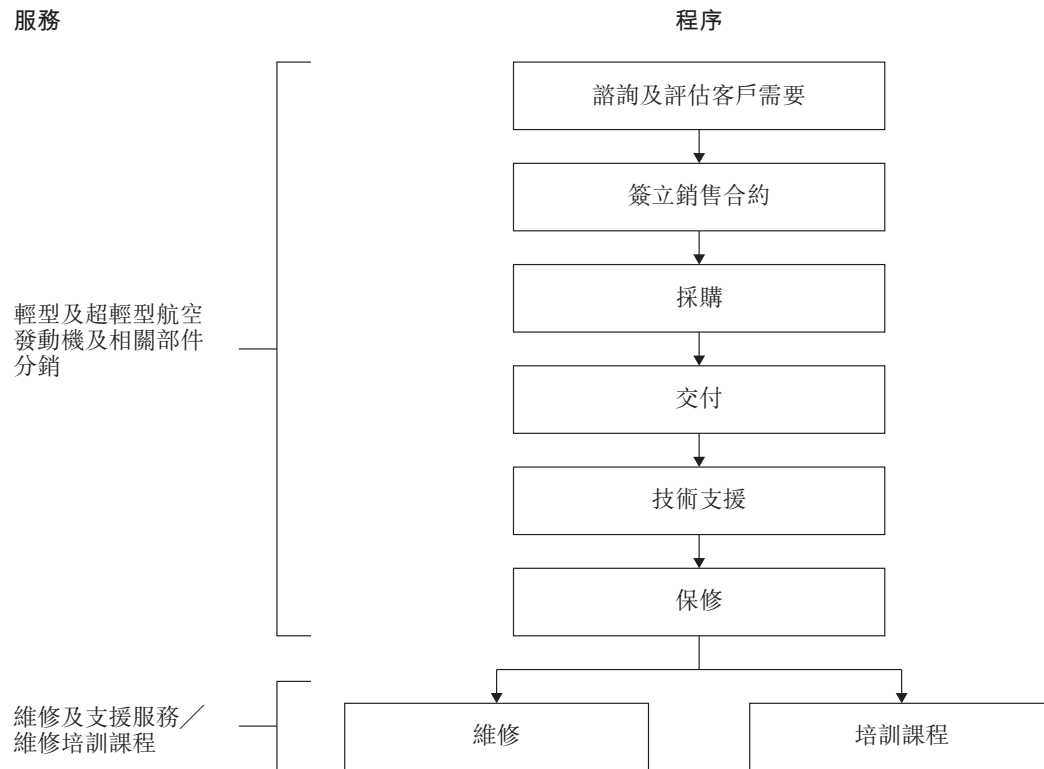 服務
程序
諮詢及評估客戶需要
簽立銷售合約
採購
輕型及超輕型航空
發動機及相關部件
分銷
交付
技術支援
保修
維修及支援服務／
維修培訓課程
維修
培訓課程